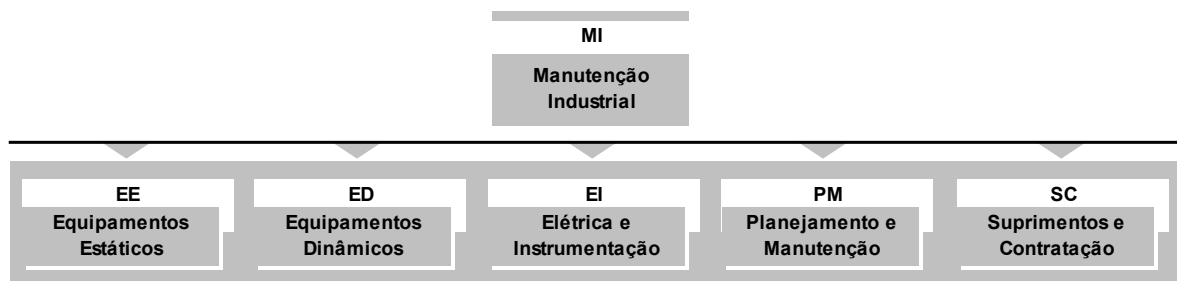 MI
Manutenção
Industrial
EE
Equipamentos
Estáticos
ED
Equipamentos
Dinâmicos
EI
Elétrica e
Instrumentação
PM
Planejamento e
Manutenção
SC
Suprimentos e
Contratação